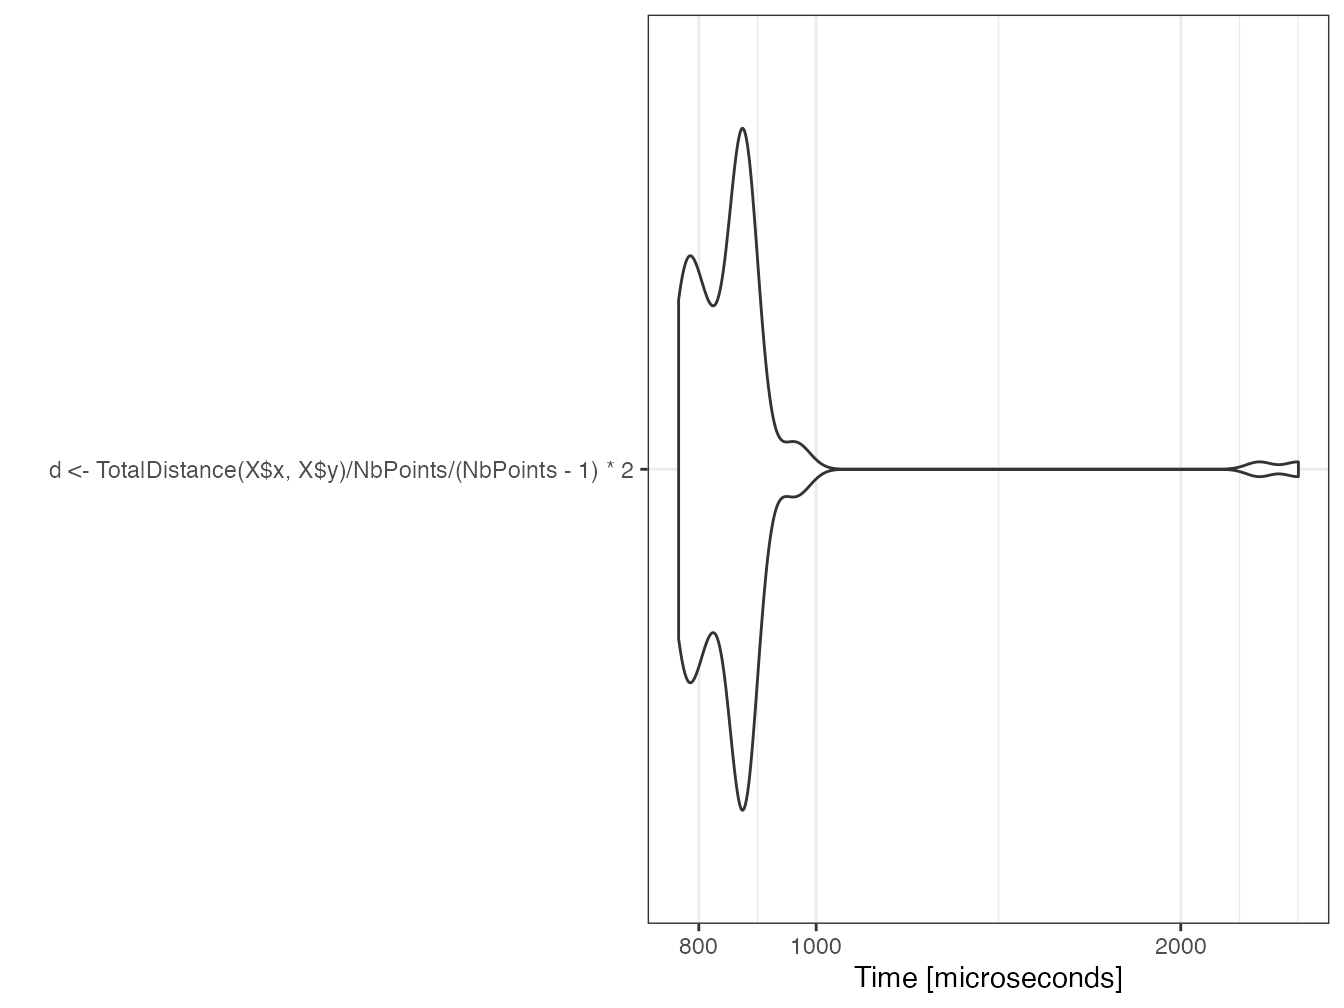 d <- TotalDistance(X$x, X$y)/NbPoints/(NbPoints - 1) * 2
800 1000 2000
Time [microseconds]